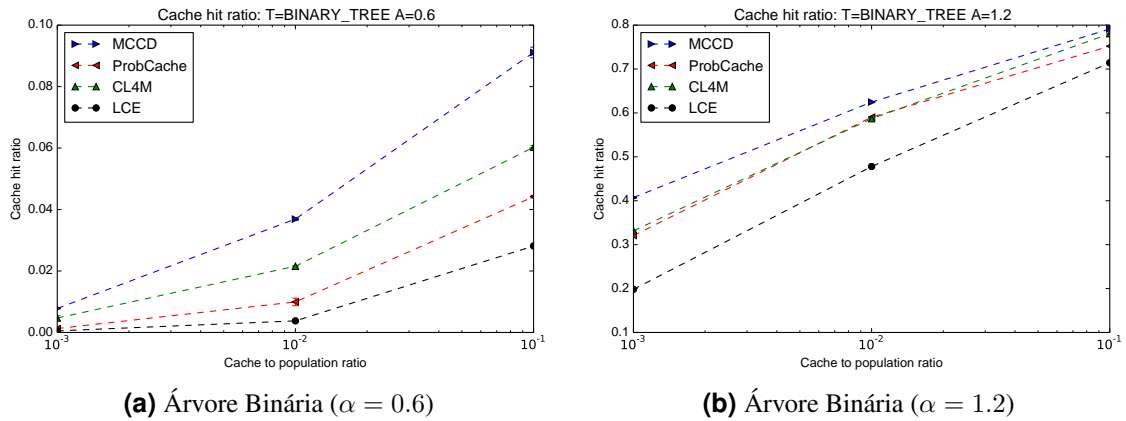 Cache hit ratio: T=BINARY_TREE A=0.6
0.10
0.08
0.06
0.04
0.02
0.00
Cache hit ratio
MCCD
ProbCache
CL4M
LCE
10^-3
10^-2
10^-1
Cache to population ratio
(a) Árvore Binária (α = 0.6)
Cache hit ratio: T=BINARY_TREE A=1.2
0.8
0.7
0.6
0.5
0.4
0.3
0.2
0.1
Cache hit ratio
MCCD
ProbCache
CL4M
LCE
10^-3
10^-2
10^-1
Cache to population ratio
(b) Árvore Binária (α = 1.2)